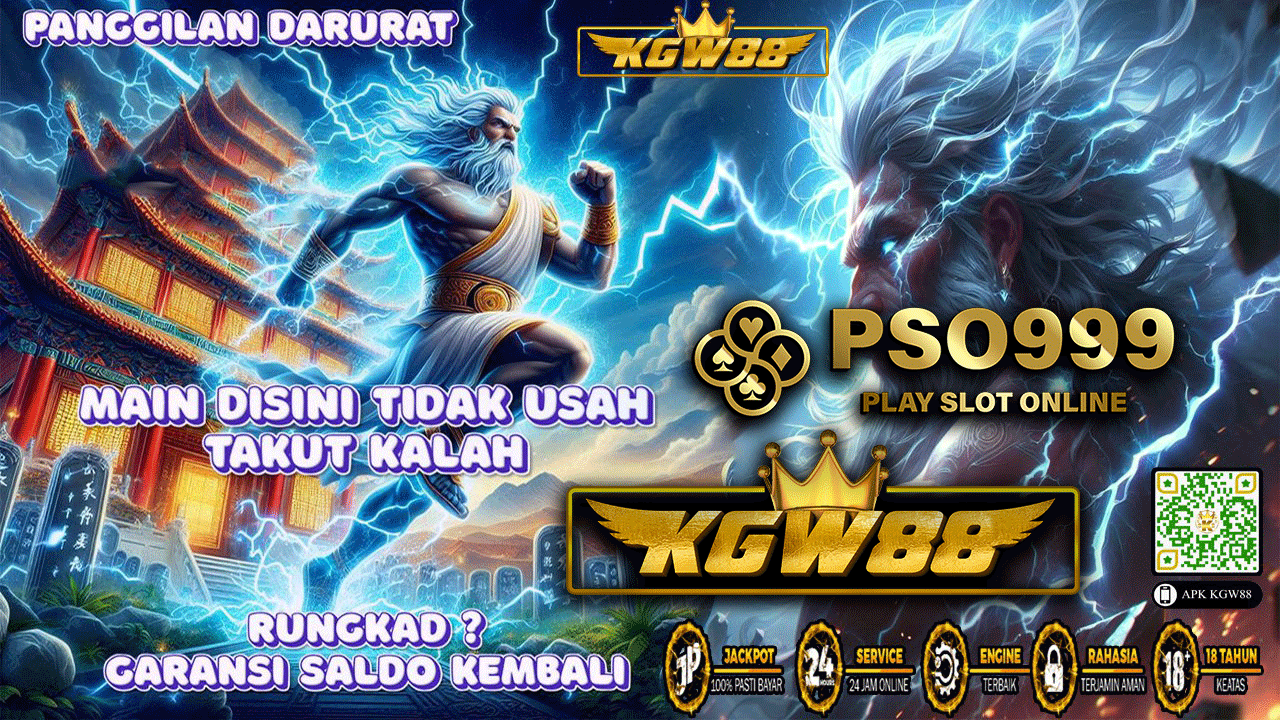 PANGGILAN DARURAT
KGW88
MAIN DISINI TIDAK USAH
TAKUT KALAH
PSO999
PLAY SLOT ONLINE
KGW88
APK KGW88
RUNGKAD ?
GARANSI SALDO KEMBALI
JP
JACKPOT
100% PASTI BAYAR
24
HOURS
SERVICE
24 JAM ONLINE
ENGINE
TERBAIK
RAHASIA
TERJAMIN AMAN
18+
18 TAHUN
KEATAS